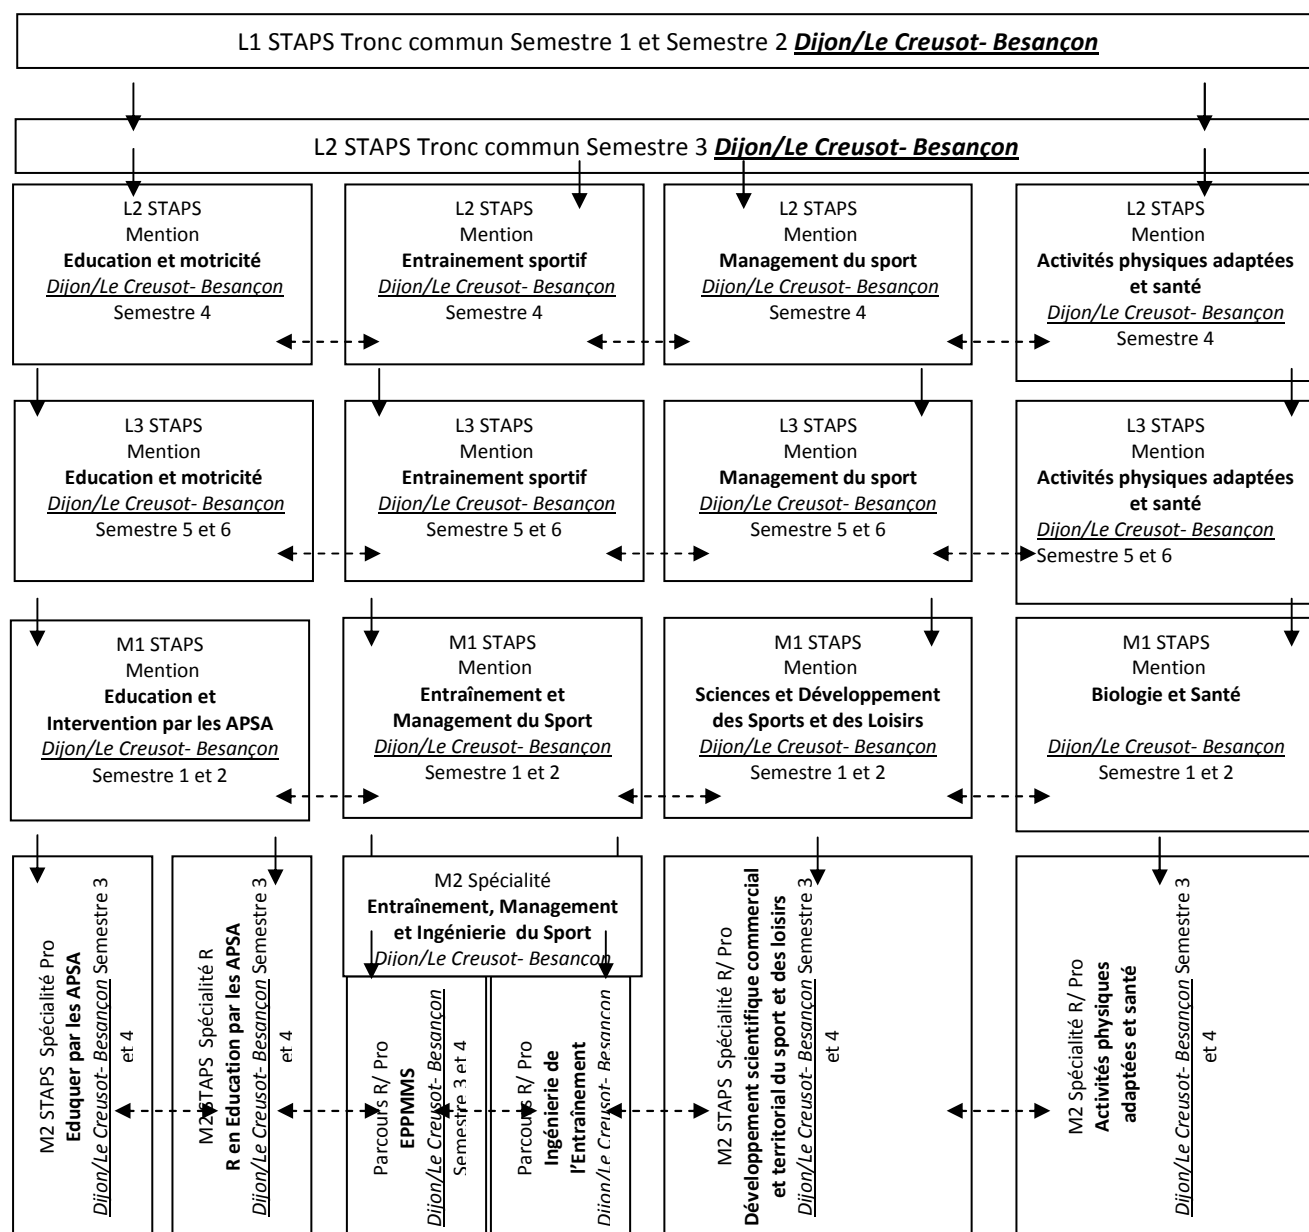 L1 STAPS Tronc commun Semestre 1 et Semestre 2 Dijon/Le Creusot- Besançon
L2 STAPS Tronc commun Semestre 3 Dijon/Le Creusot- Besançon
L2 STAPS
Mention
Education et motricité
Dijon/Le Creusot- Besançon
Semestre 4
L2 STAPS
Mention
Entrainement sportif
Dijon/Le Creusot- Besançon
Semestre 4
L2 STAPS
Mention
Management du sport
Dijon/Le Creusot- Besançon
Semestre 4
L2 STAPS
Mention
Activités physiques adaptées
et santé
Dijon/Le Creusot- Besançon
Semestre 4
L3 STAPS
Mention
Education et motricité
Dijon/Le Creusot- Besançon
Semestre 5 et 6
L3 STAPS
Mention
Entrainement sportif
Dijon/Le Creusot- Besançon
Semestre 5 et 6
L3 STAPS
Mention
Management du sport
Dijon/Le Creusot- Besançon
Semestre 5 et 6
L3 STAPS
Mention
Activités physiques adaptées
et santé
Dijon/Le Creusot- Besançon
Semestre 5 et 6
M1 STAPS
Mention
Education et
Intervention par les APSA
Dijon/Le Creusot- Besançon
Semestre 1 et 2
M1 STAPS
Mention
Entraînement et
Management du Sport
Dijon/Le Creusot- Besançon
Semestre 1 et 2
M1 STAPS
Mention
Sciences et Développement
des Sports et des Loisirs
Dijon/Le Creusot- Besançon
Semestre 1 et 2
M1 STAPS
Mention
Biologie et Santé
Dijon/Le Creusot- Besançon
Semestre 1 et 2
M2 STAPS Spécialité Pro
Eduquer par les APSA
Dijon/Le Creusot- Besançon Semestre 3
et 4
M2 STAPS Spécialité R
R en Education par les APSA
Dijon/Le Creusot- Besançon Semestre 3
et 4
M2 Spécialité
Entraînement, Management
et Ingénierie du Sport
Dijon/Le Creusot- Besançon
Parcours R/ Pro
EPPMMS
Dijon/Le Creusot- Besançon
Semestre 3 et 4
Parcours R/ Pro
Ingénierie de
l'Entraînement
Dijon/Le Creusot- Besançon
M2 STAPS Spécialité R/ Pro
Développement scientifique commercial
et territorial du sport et des loisirs
Dijon/Le Creusot- Besançon Semestre 3
et 4
M2 Spécialité R/ Pro
Activités physiques
adaptées et santé
Dijon/Le Creusot- Besançon Semestre 3
et 4